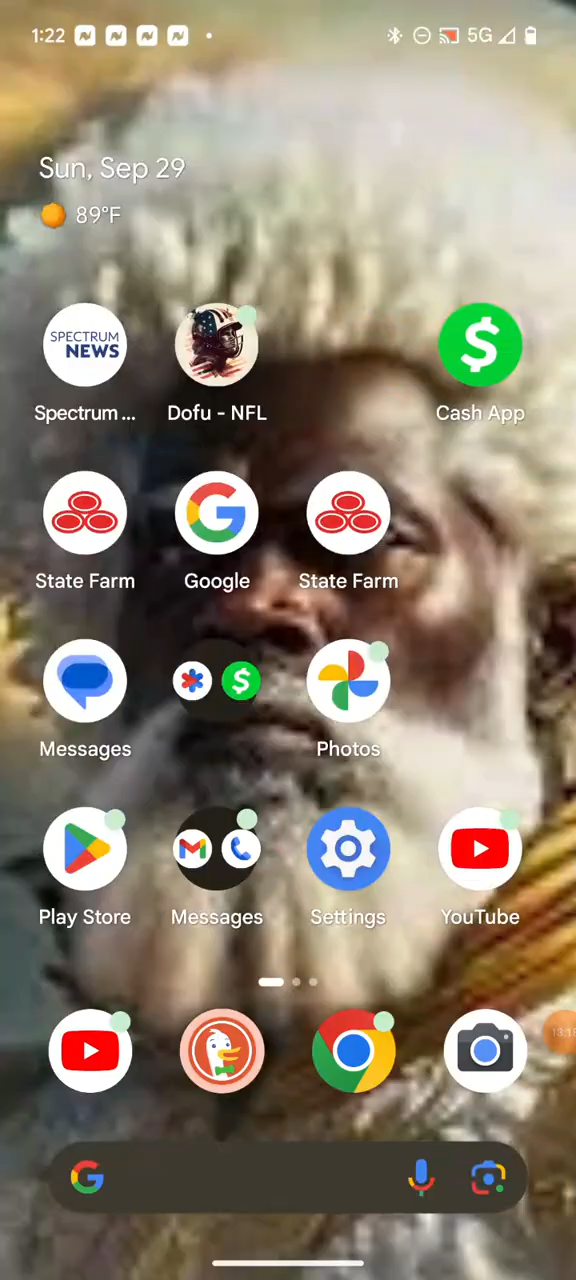 1:22
5G
Sun, Sep 29
89°F
SPECTRUM
NEWS
Spectrum ...
Dofu - NFL
Cash App
State Farm
Google
State Farm
Messages
Photos
Play Store
Messages
Settings
YouTube